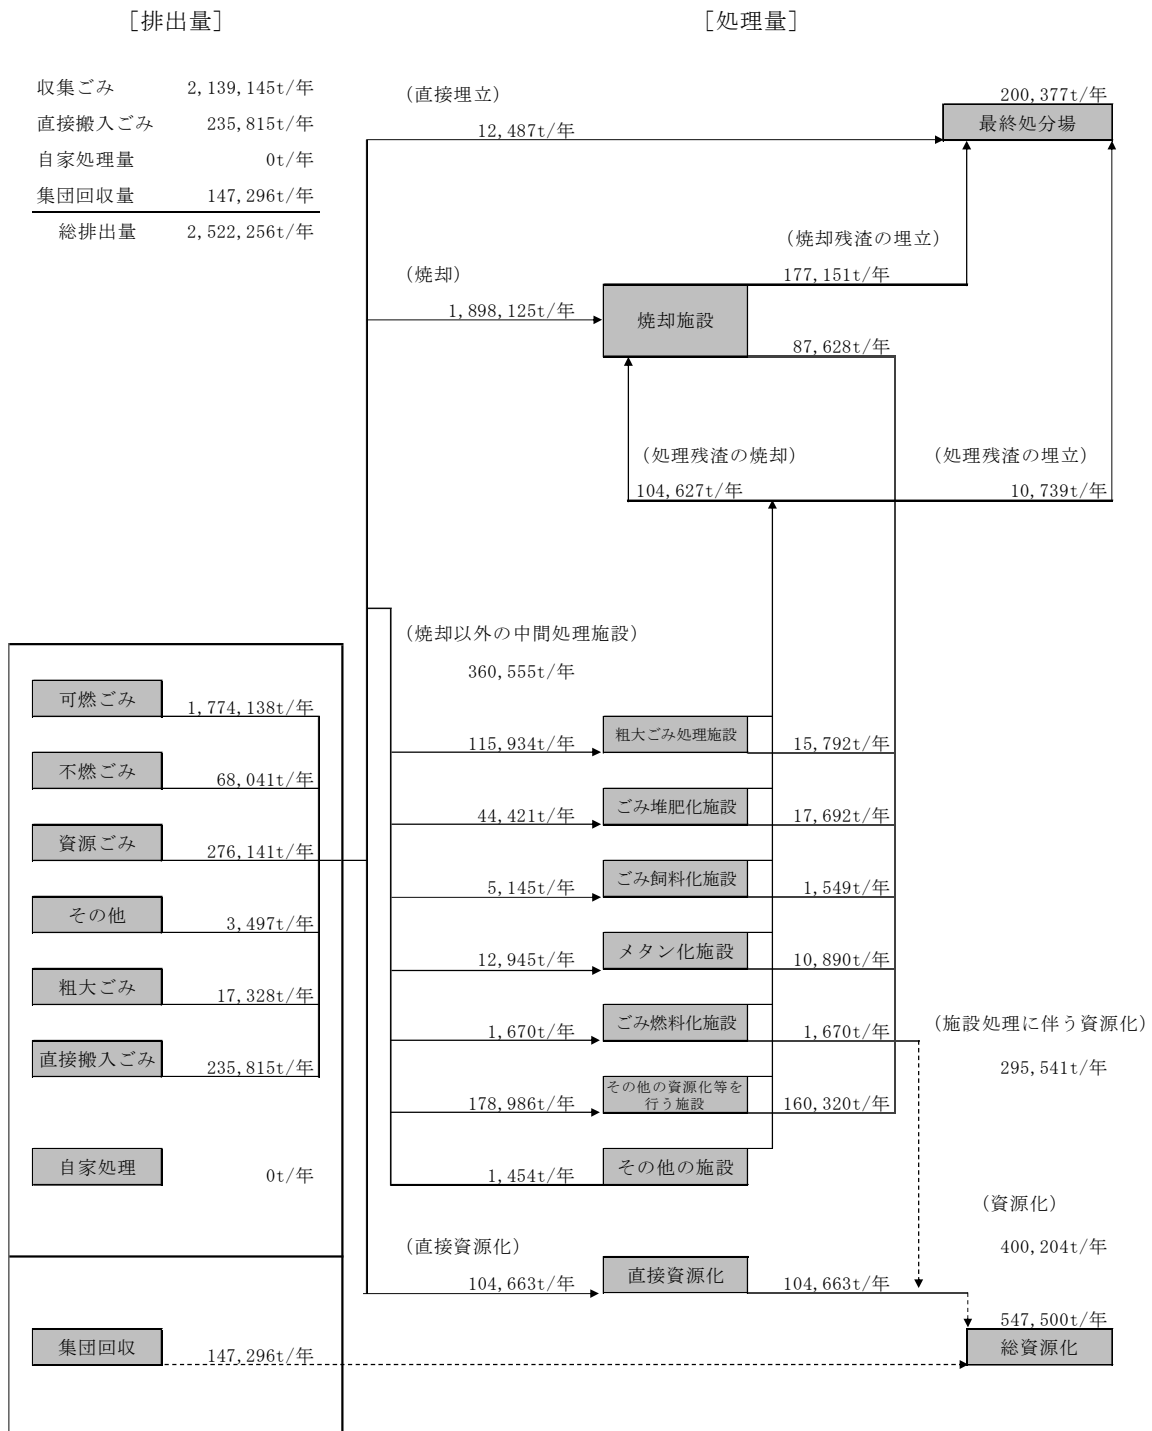 ［排出量］
［処理量］
収集ごみ 2,139,145t/年
直接搬入ごみ 235,815t/年
自家処理量 0t/年
集団回収量 147,296t/年
総排出量 2,522,256t/年
（直接埋立）
12,487t/年
200,377t/年
最終処分場
（焼却残渣の埋立）
177,151t/年
（焼却）
1,898,125t/年
焼却施設
87,628t/年
（処理残渣の焼却）
104,627t/年
（処理残渣の埋立）
10,739t/年
（焼却以外の中間処理施設）
360,555t/年
可燃ごみ 1,774,138t/年
不燃ごみ 68,041t/年
資源ごみ 276,141t/年
その他 3,497t/年
粗大ごみ 17,328t/年
直接搬入ごみ 235,815t/年
自家処理 0t/年
集団回収 147,296t/年
115,934t/年 粗大ごみ処理施設 15,792t/年
44,421t/年 ごみ堆肥化施設 17,692t/年
5,145t/年 ごみ飼料化施設 1,549t/年
12,945t/年 メタン化施設 10,890t/年
1,670t/年 ごみ燃料化施設 1,670t/年
178,986t/年 その他の資源化等を
行う施設 160,320t/年
1,454t/年 その他の施設
（施設処理に伴う資源化）
295,541t/年
（直接資源化）
104,663t/年 直接資源化 104,663t/年
（資源化）
400,204t/年
547,500t/年
総資源化